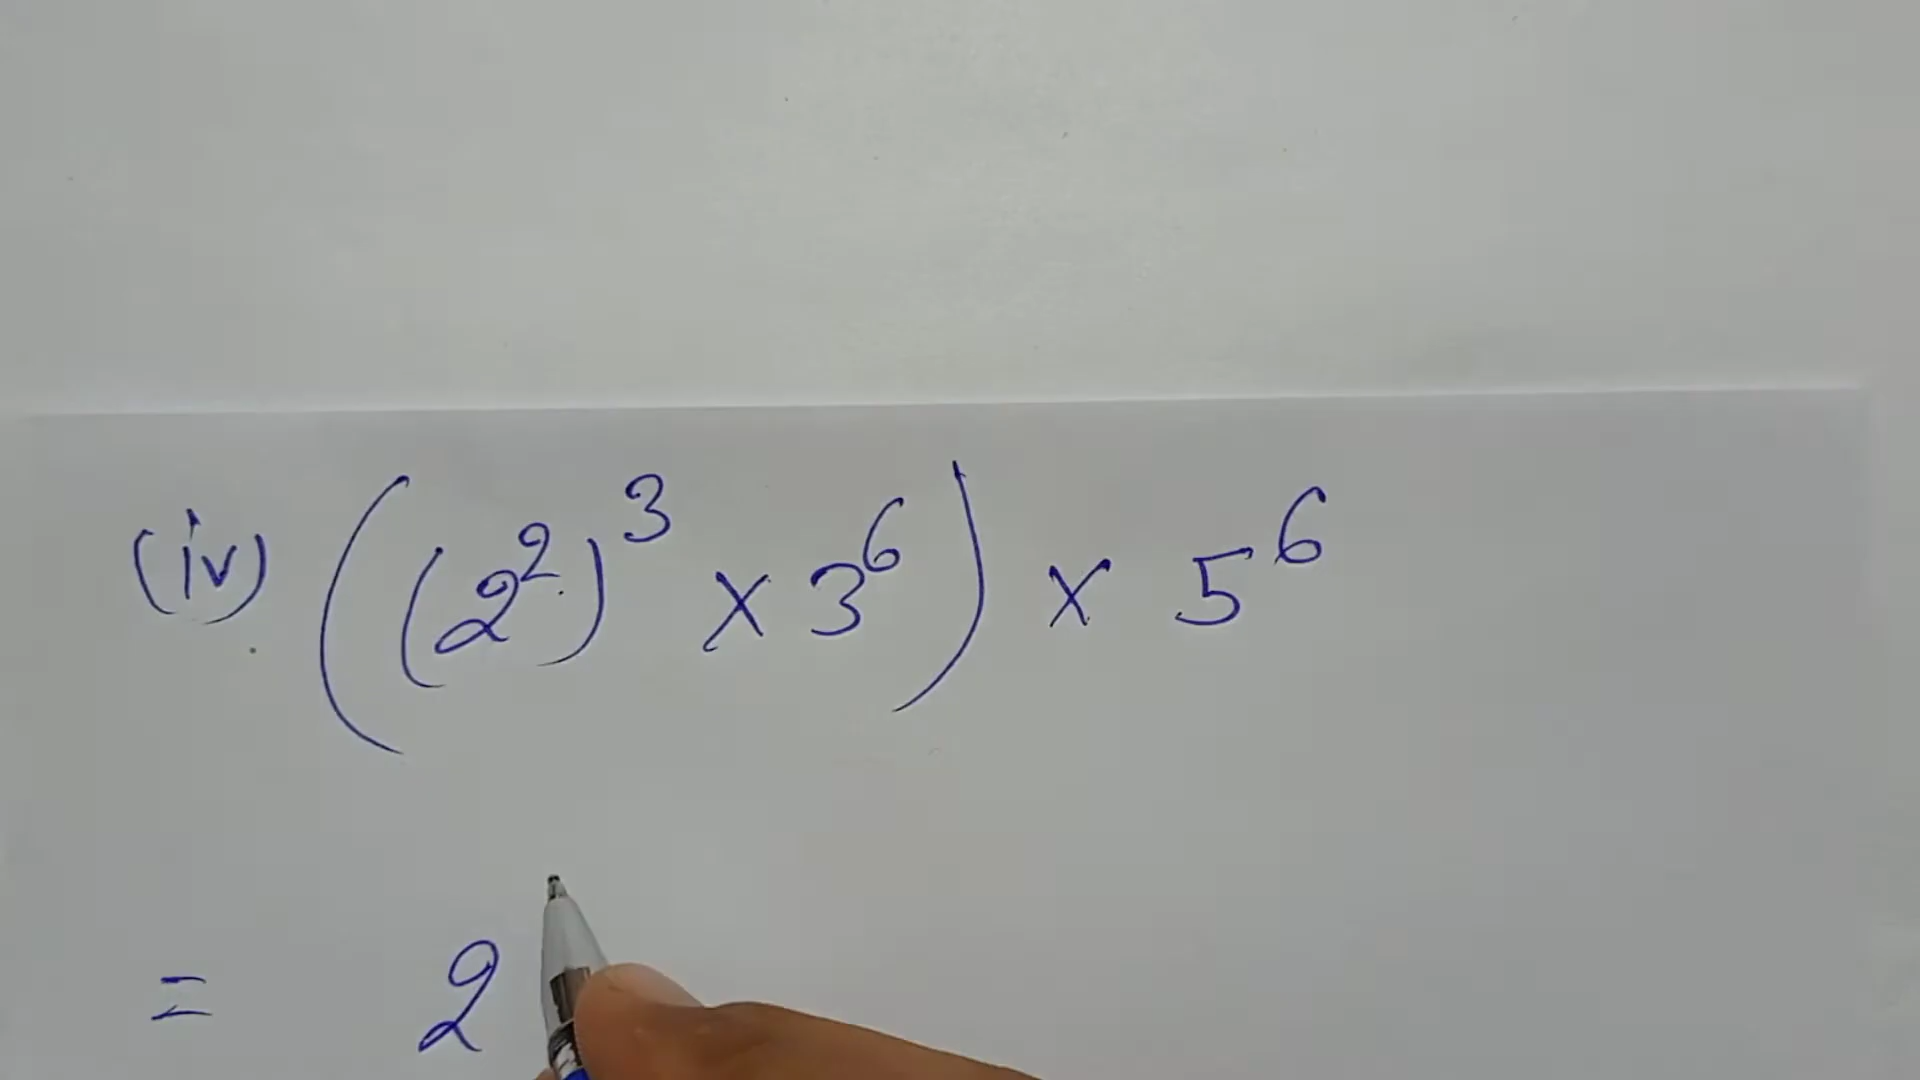 (iv) ((2²)³ × 3⁶) × 5⁶
= 2